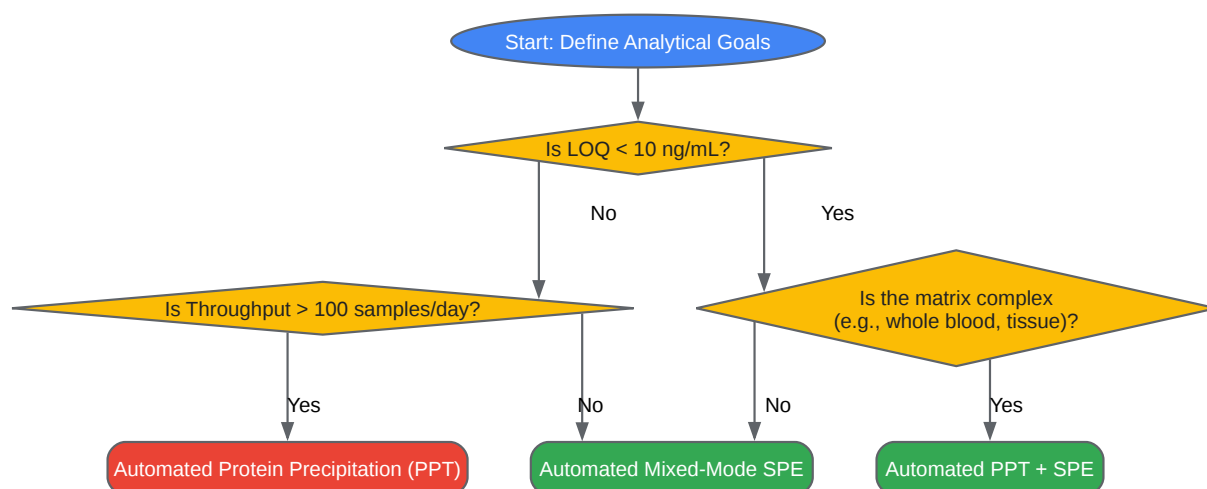 Start: Define Analytical Goals
Is LOQ < 10 ng/mL?
No
Yes
Is Throughput > 100 samples/day?
Is the matrix complex
(e.g., whole blood, tissue)?
Yes
No
No
Yes
Automated Protein Precipitation (PPT)
Automated Mixed-Mode SPE
Automated PPT + SPE